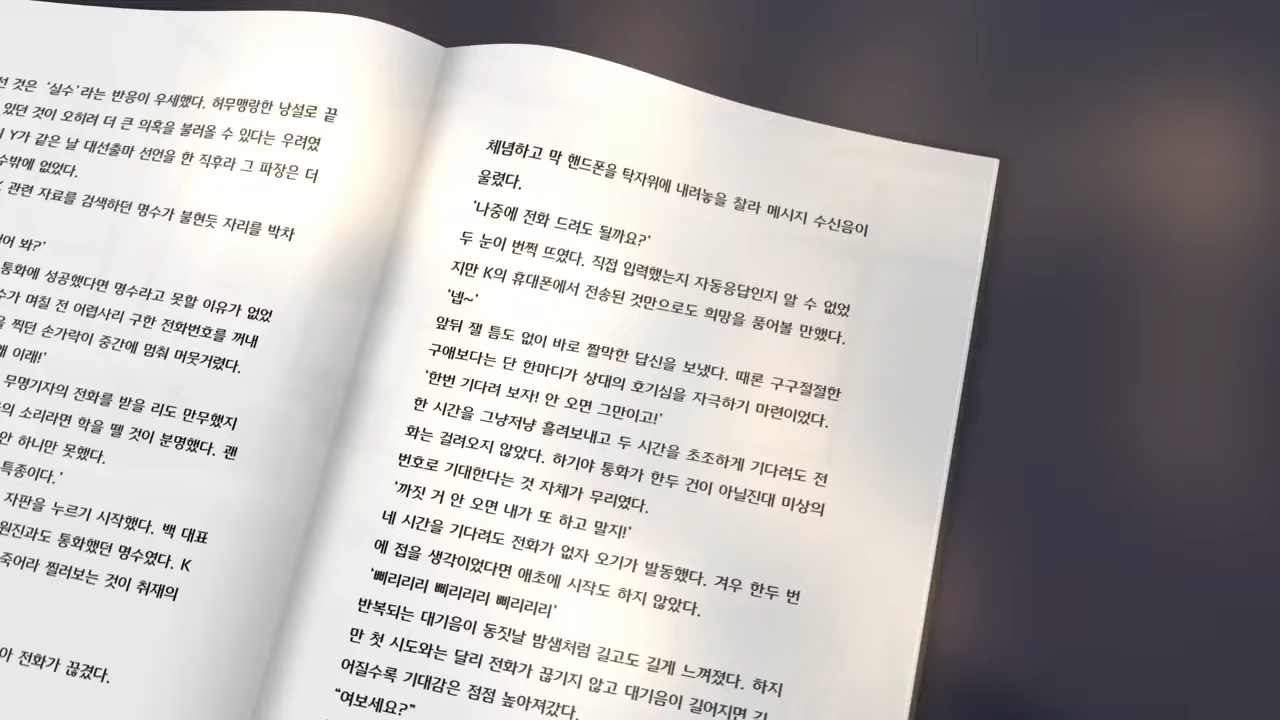 것은 '실수'라는 반응이 우세했다. 허무맹랑한 낭설로 끝
있던 것이 오히려 더 큰 의혹을 불러올 수 있다는 우려였
Y가 같은 날 대선출마 선언을 한 직후라 그 파장은 더
수밖에 없었다.
관련 자료를 검색하던 명수가 불현듯 자리를 박차
봐?'
통화에 성공했다면 명수라고 못할 이유가 없었
며칠 전 어렵사리 구한 전화번호를 꺼내
찍던 손가락이 중간에 멈춰 머뭇거렸다.
이래!'
무명기자의 전화를 받을 리도 만무했지
소리라면 학을 뗄 것이 분명했다. 괜
안 하니만 못했다.
특종이다.'
자판을 누르기 시작했다. 백 대표
원진과도 통화했던 명수였다. K
죽어라 찔러보는 것이 취재의
전화가 끊겼다.
체념하고 막 핸드폰을 탁자위에 내려놓을 찰라 메시지 수신음이
울렸다.
'나중에 전화 드려도 될까요?'
두 눈이 번쩍 뜨였다. 직접 입력했는지 자동응답인지 알 수 없었
지만 K의 휴대폰에서 전송된 것만으로도 희망을 품어볼 만했다.
'넵~'
앞뒤 잴 틈도 없이 바로 짤막한 답신을 보냈다. 때론 구구절절한
구애보다는 단 한마디가 상대의 호기심을 자극하기 마련이었다.
'한번 기다려 보자! 안 오면 그만이고!'
한 시간을 그냥저냥 흘려보내고 두 시간을 초조하게 기다려도 전
화는 걸려오지 않았다. 하기야 통화가 한두 건이 아닐진대 미상의
번호로 기대한다는 것 자체가 무리였다.
'까짓 거 안 오면 내가 또 하고 말지!'
네 시간을 기다려도 전화가 없자 오기가 발동했다. 겨우 한두 번
에 접을 생각이었다면 애초에 시작도 하지 않았다.
'삐리리리 삐리리리 삐리리리'
반복되는 대기음이 동짓날 밤샘처럼 길고도 길게 느껴졌다. 하지
만 첫 시도와는 달리 전화가 끊기지 않고 대기음이 길어지면 길
어질수록 기대감은 점점 높아져갔다.
"여보세요?"